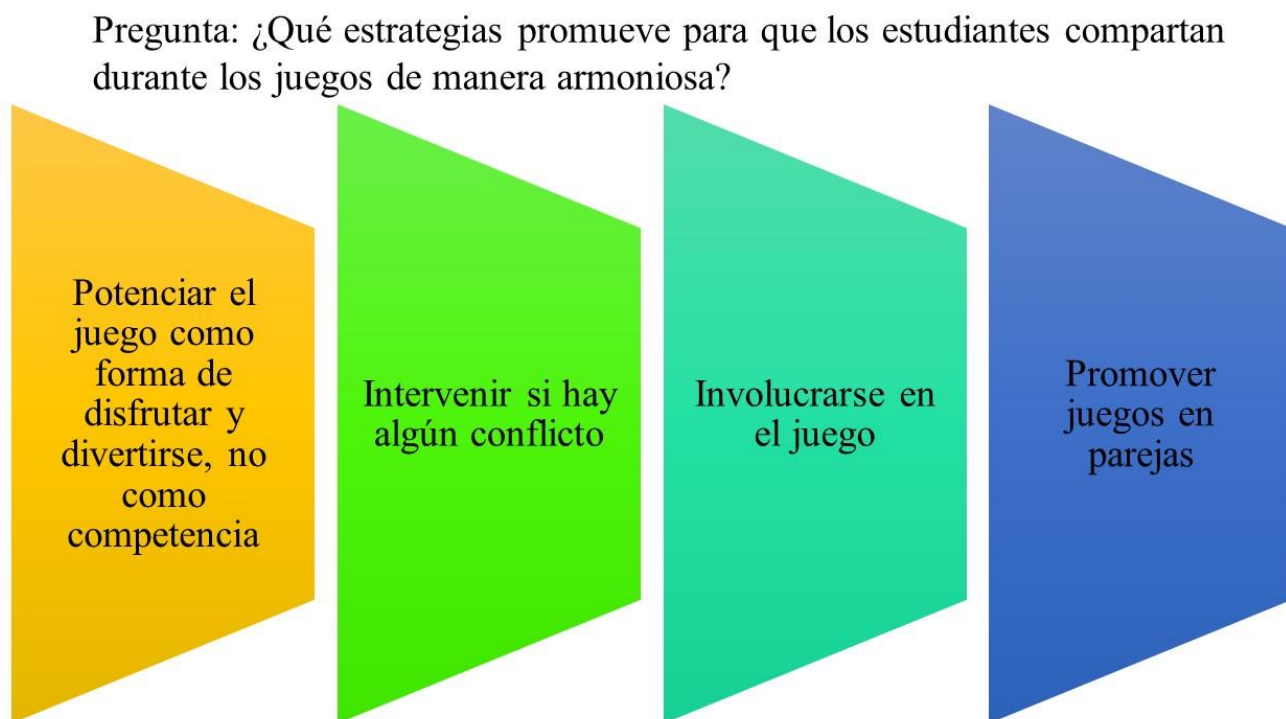 Pregunta: ¿Qué estrategias promueve para que los estudiantes compartan
durante los juegos de manera armoniosa?
Potenciar el
juego como
forma de
disfrutar y
divertirse, no
como
competencia
Intervenir si hay
algún conflicto
Involucrarse en
el juego
Promover
juegos en
parejas